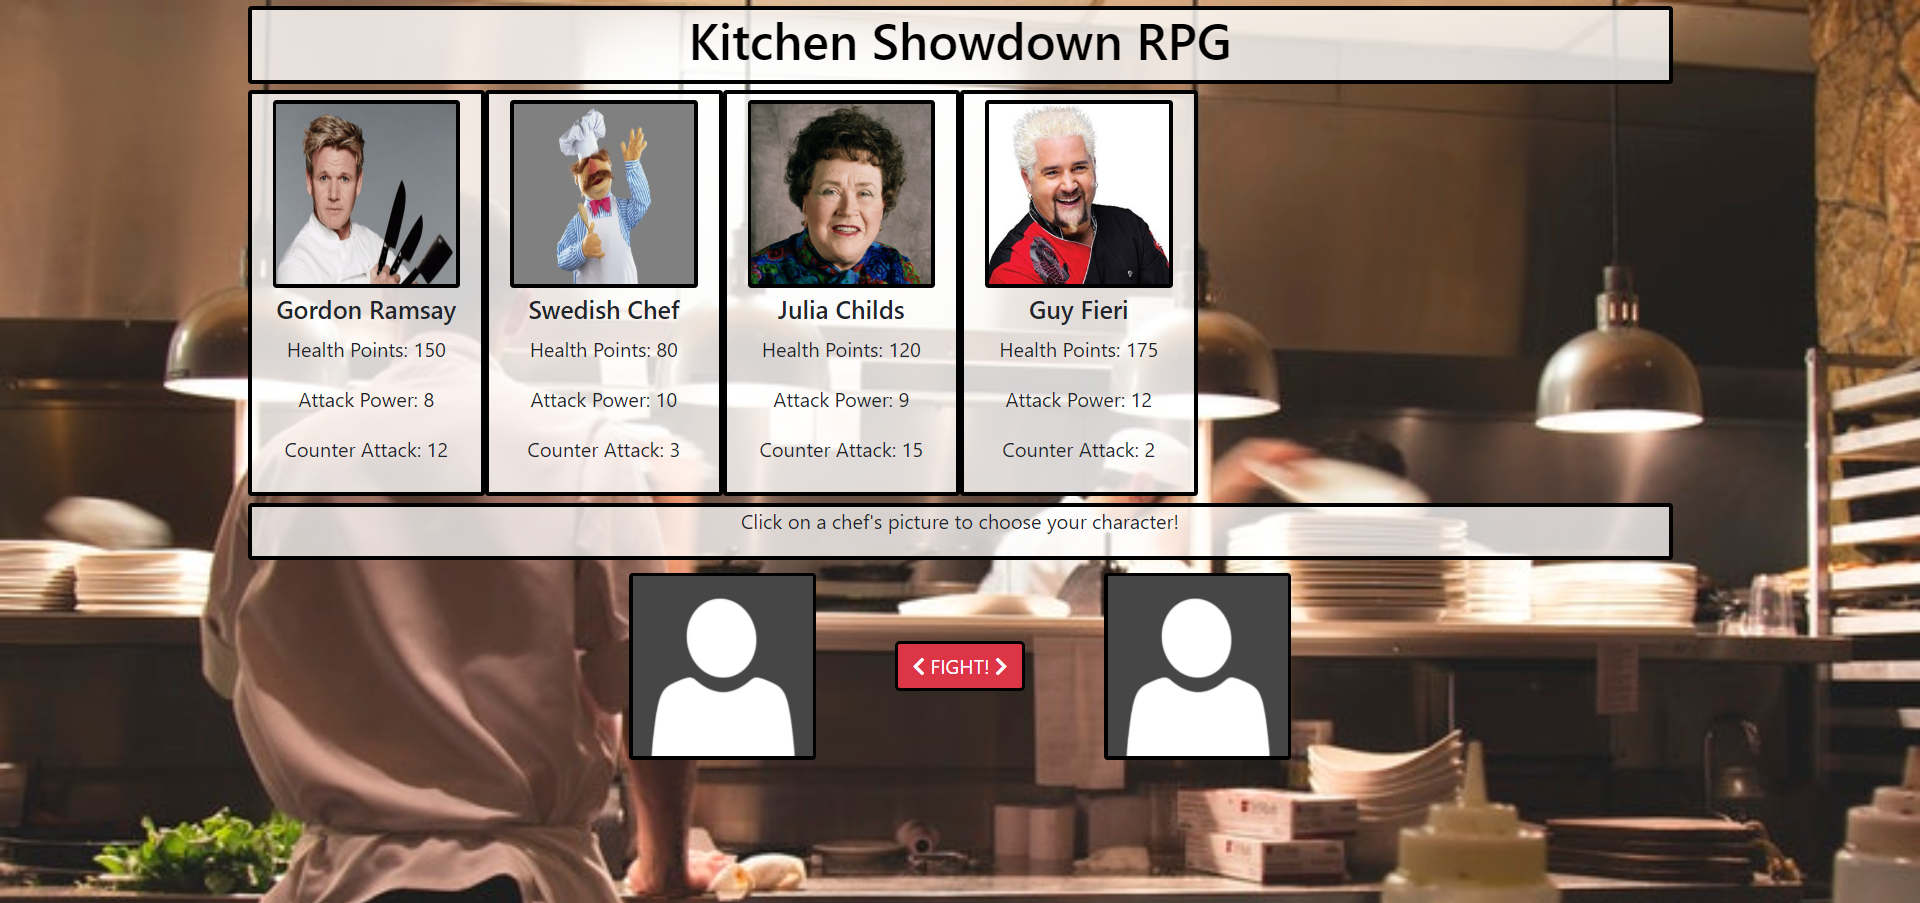 Kitchen Showdown RPG
Gordon Ramsay
Health Points: 150
Attack Power: 8
Counter Attack: 12
Swedish Chef
Health Points: 80
Attack Power: 10
Counter Attack: 3
Julia Childs
Health Points: 120
Attack Power: 9
Counter Attack: 15
Guy Fieri
Health Points: 175
Attack Power: 12
Counter Attack: 2
Click on a chef's picture to choose your character!
FIGHT!